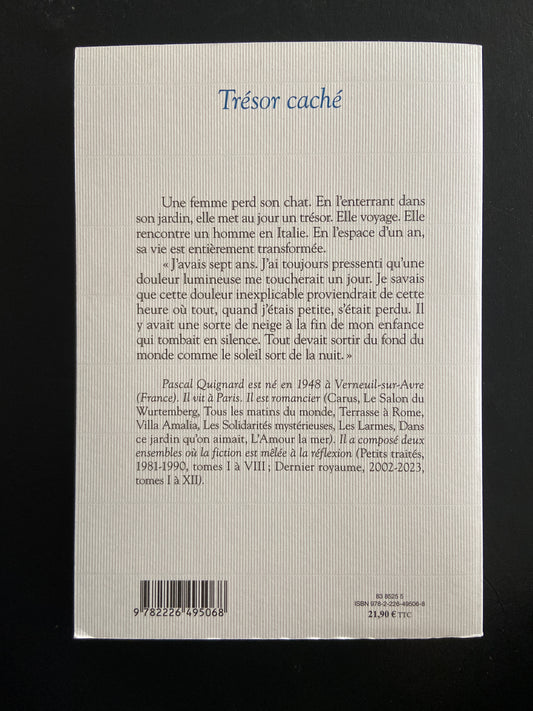 Trésor caché
Une femme perd son chat. En l'enterrant dans
son jardin, elle met au jour un trésor. Elle voyage. Elle
rencontre un homme en Italie. En l'espace d'un an,
sa vie est entièrement transformée.
« J'avais sept ans. J'ai toujours pressenti qu'une
douleur lumineuse me toucherait un jour. Je savais
que cette douleur inexplicable proviendrait de cette
heure où tout, quand j'étais petite, s'était perdu. Il
y avait une sorte de neige à la fin de mon enfance
qui tombait en silence. Tout devait sortir du fond du
monde comme le soleil sort de la nuit. »
Pascal Quignard est né en 1948 à Verneuil-sur-Avre
(France). Il vit à Paris. Il est romancier (Carus, Le Salon du
Wurtemberg, Tous les matins du monde, Terrasse à Rome,
Villa Amalia, Les Solidarités mystérieuses, Les Larmes, Dans
ce jardin qu'on aimait, L'Amour la mer). Il a composé deux
ensembles où la fiction est mêlée à la réflexion (Petits traités,
1981-1990, tomes I à VIII ; Dernier royaume, 2002-2023,
tomes I à XII).
9 782226 495068
83 8525 5
ISBN 978-2-226-49506-8
21,90 € TTC